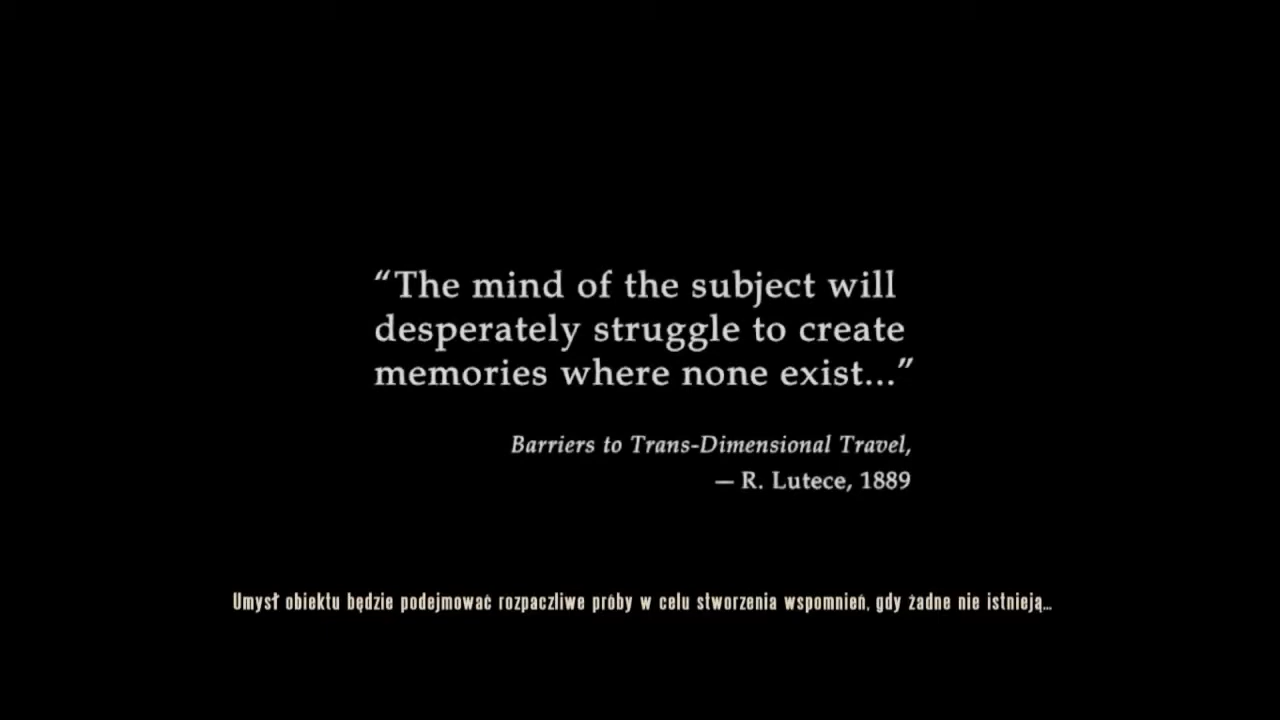 “The mind of the subject will
desperately struggle to create
memories where none exist...”
Barriers to Trans-Dimensional Travel,
— R. Lutece, 1889
Umysł obiektu będzie podejmować rozpaczliwe próby w celu stworzenia wspomnień, gdy żadne nie istnieją...